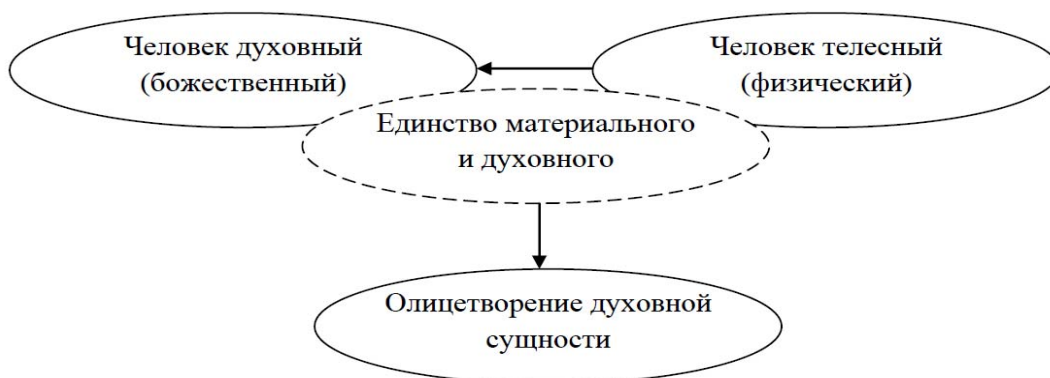 Человек духовный
(божественный)
Человек телесный
(физический)
Единство материального
и духовного
Олицетворение духовной
сущности